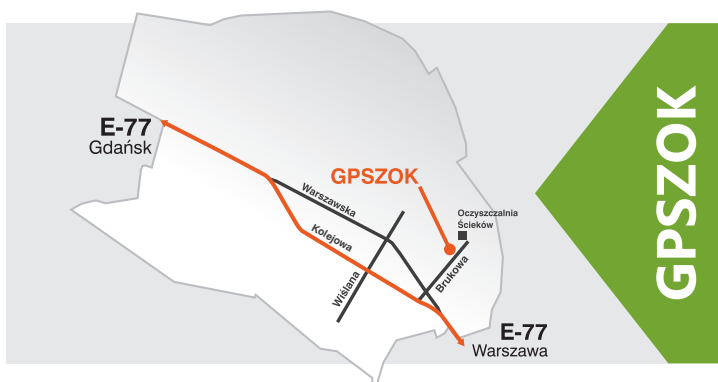 E-77
Gdańsk
GPSZOK
Warszawska
Kolejowa
Wiślana
Brukowa
Oczyszczalnia
Ścieków
E-77
Warszawa
GPSZOK